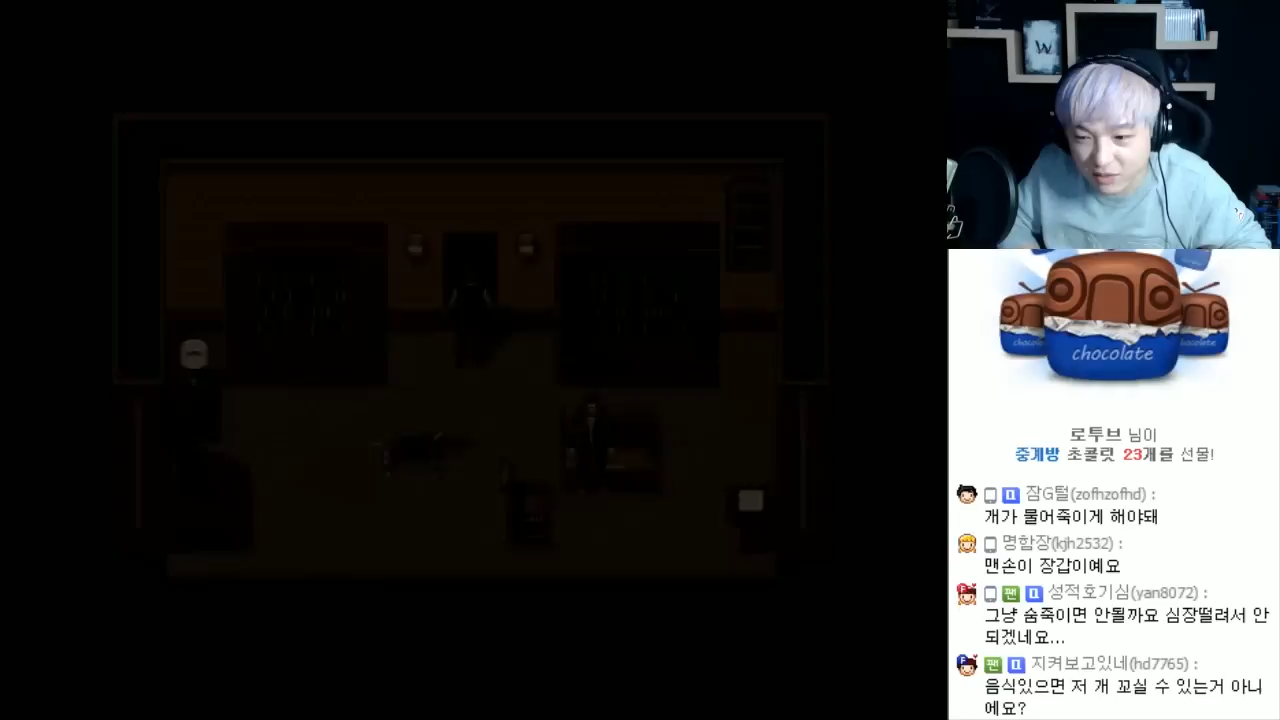 W
chocolate
chocolate
로투브 님이
중계방 초콜릿 23개를 선물!
잠G털(zofhzofhd) :
개가 물어죽이게 해야돼
명함장(kjh2532) :
맨손이 장갑이예요
팬 성적호기심(yan8072) :
그냥 숨죽이면 안될까요 심장떨려서 안
되겠네요...
팬 지켜보고있네(hd7765) :
음식있으면 저 개 꼬실 수 있는거 아니
에요?